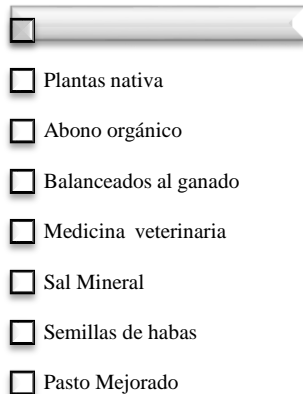 Plantas nativa
Abono orgánico
Balanceados al ganado
Medicina veterinaria
Sal Mineral
Semillas de habas
Pasto Mejorado